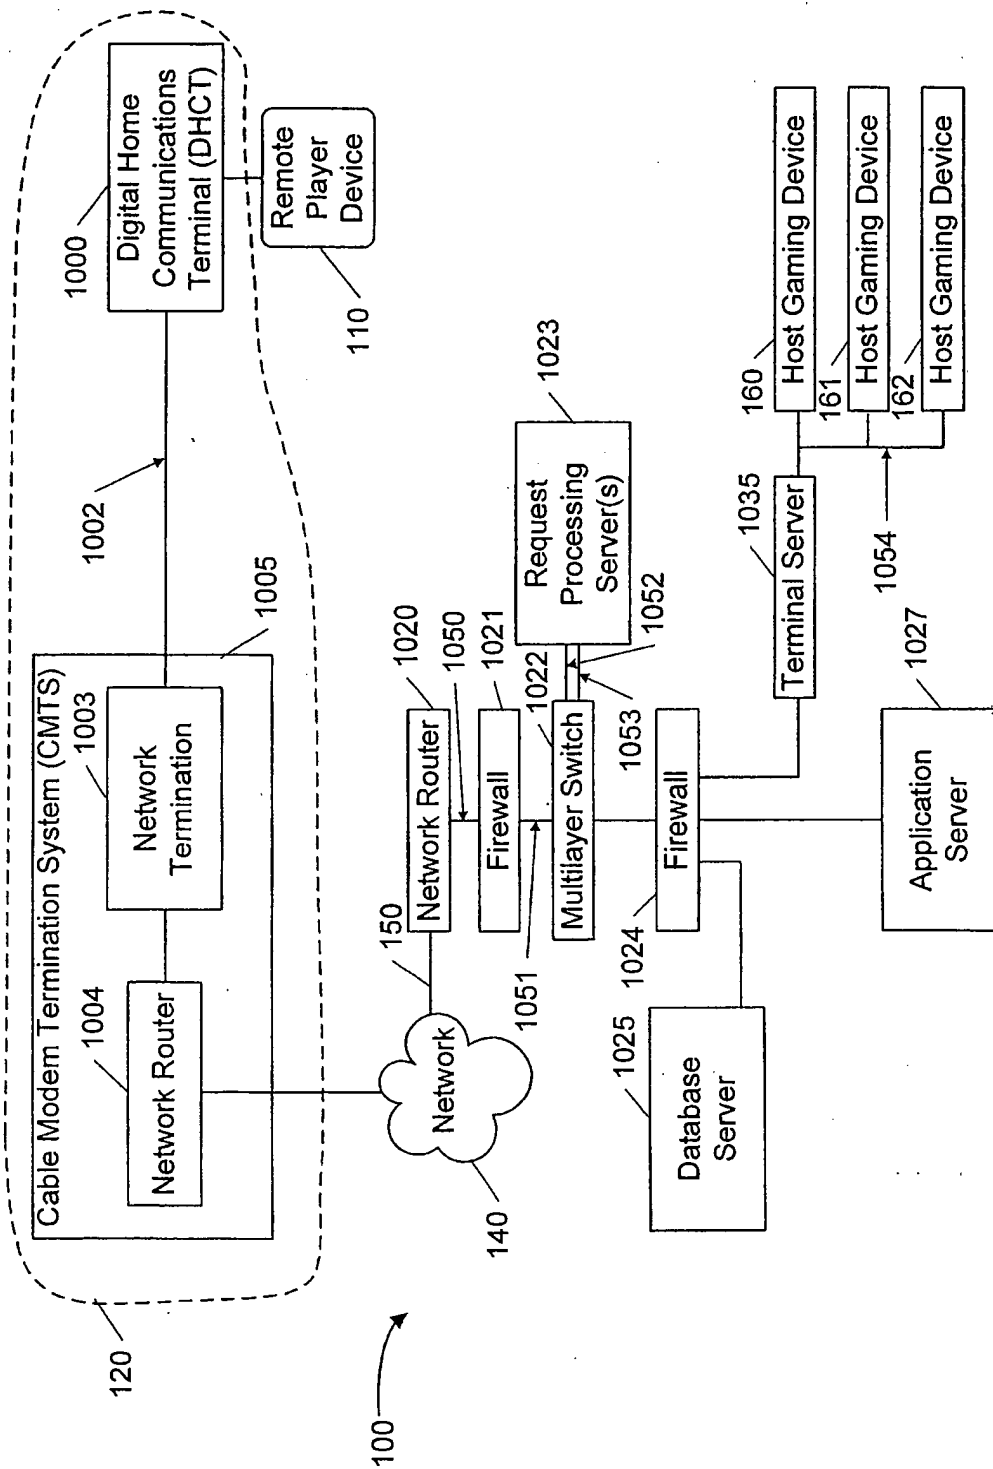 120
Cable Modem Termination System (CMTS)
1004
Network Router
1003
Network
Termination
1005
1002
1000
Digital Home
Communications
Terminal (DHCT)
Remote
Player
Device
110
100
140
Network
150
Network Router
1020
1050
Firewall
1021
1051
Multilayer Switch
1022
1053
1052
Request
Processing
Server(s)
1023
1024
Firewall
1025
Database
Server
Application
Server
1027
Terminal Server
1035
1054
160
Host Gaming Device
161
Host Gaming Device
162
Host Gaming Device